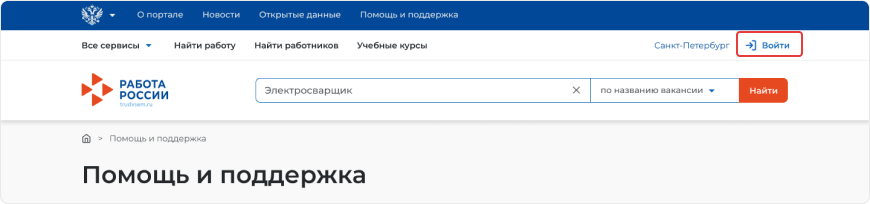 О портале Новости Открытые данные Помощь и поддержка
Все сервисы Найти работу Найти работников Учебные курсы Санкт-Петербург Войти
РАБОТА
РОССИИ
trudvsem.ru
Электросварщик по названию вакансии Найти
> Помощь и поддержка
Помощь и поддержка